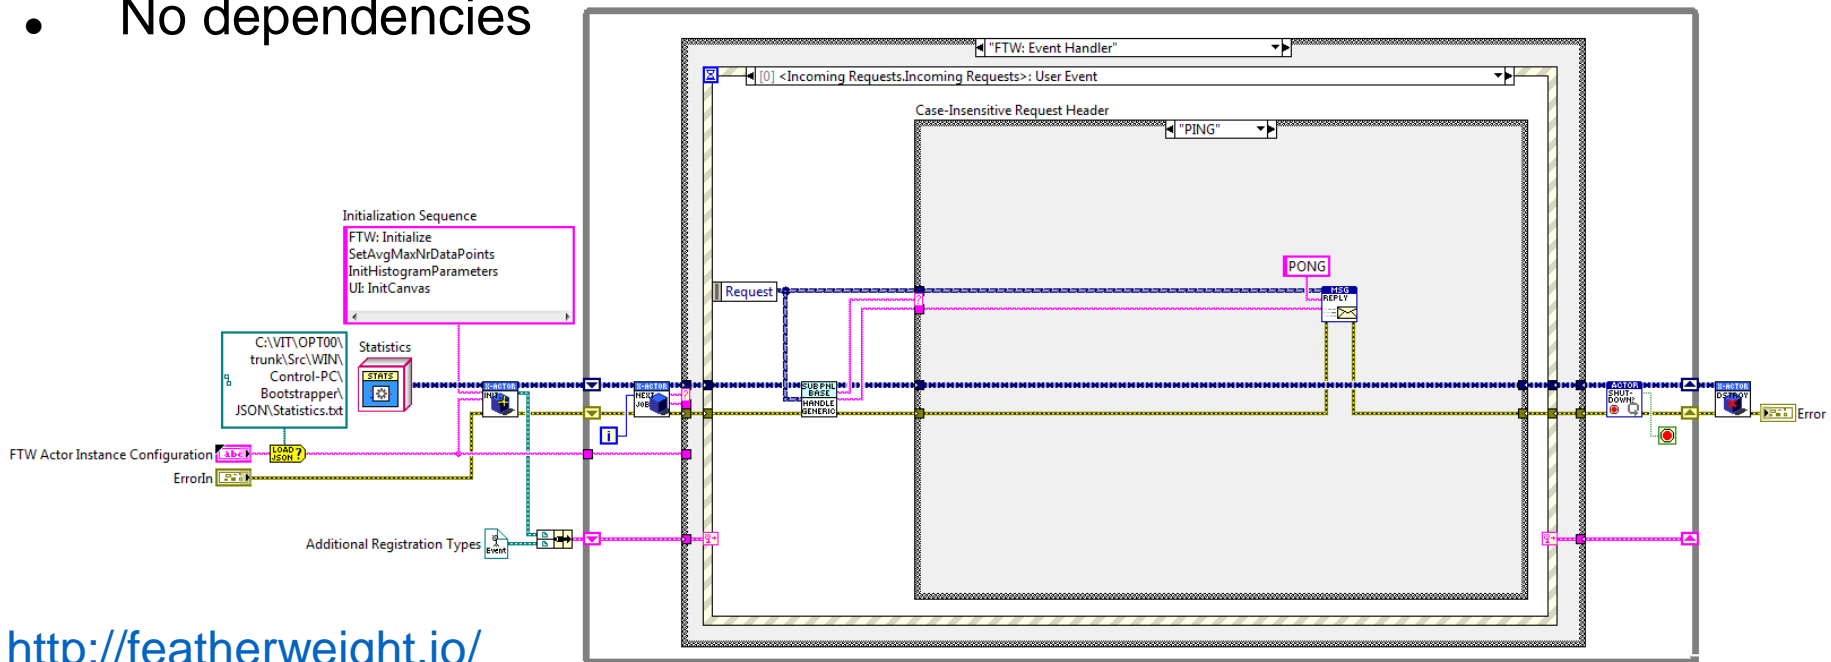 • No dependencies
"FTW: Event Handler"
[0] <Incoming Requests.Incoming Requests>: User Event
Case-Insensitive Request Header
"PING"
Initialization Sequence
FTW: Initialize
SetAvgMaxNrDataPoints
InitHistogramParameters
UI: InitCanvas
PONG
Request
MSG
REPLY
C:\VIT\OPT00\
trunk\Src\WIN\
Control-PC\
Bootstrapper\
JSON\Statistics.txt
Statistics
STATS
X-ACTOR
INIT
X-ACTOR
NEXT
JOB
?
?
SUB PNL
BASE
HANDLE
GENERIC
ACTOR
SHUT-
DOWN?
X-ACTOR
DSTROY
Error
i
FTW Actor Instance Configuration
abc
LOAD
JSON
?
ErrorIn
Additional Registration Types
Event
http://featherweight.io/